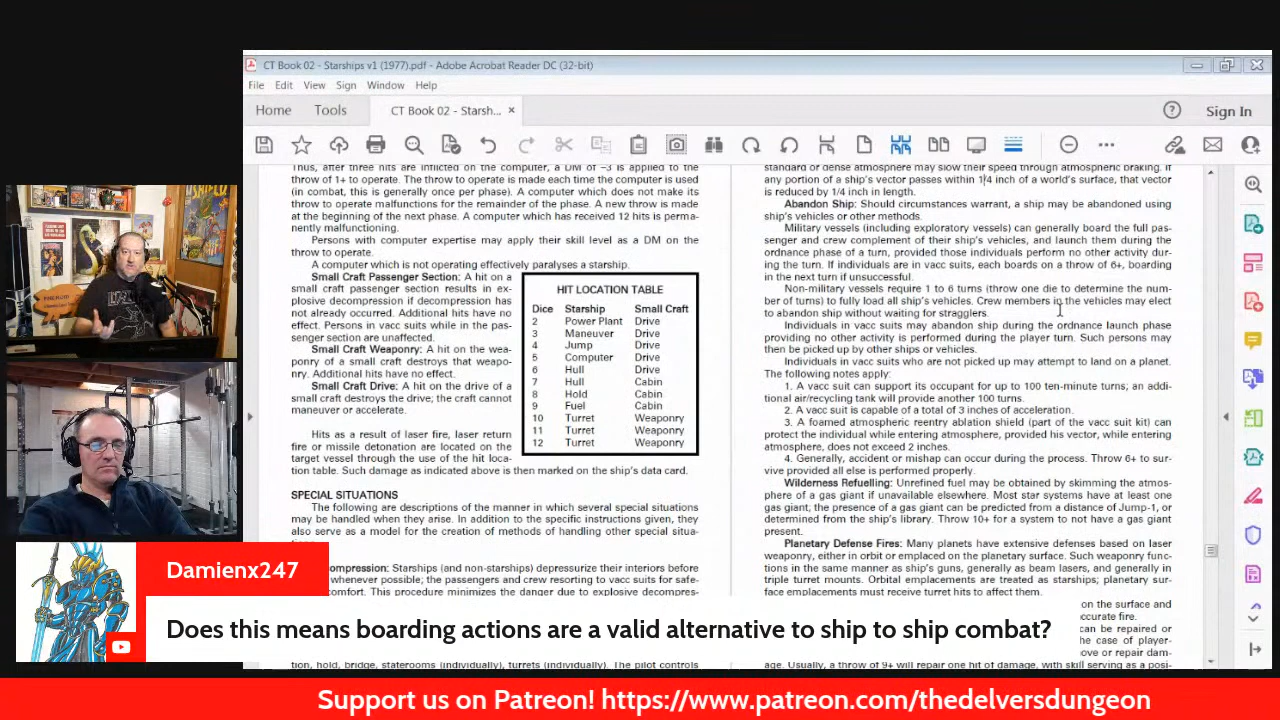 CT Book 02 - Starships v1 (1977).pdf - Adobe Acrobat Reader DC (32-bit)
File Edit View Sign Window Help
Home Tools CT Book 02 - Starsh... ×
Sign In
Thus, after three hits are inflicted on the computer, a DM of −3 is applied to the
throw of 1+ to operate. The throw to operate is made each time the computer is used
(in combat, this is generally once per phase). A computer which does not make its
throw to operate malfunctions for the remainder of the phase. A new throw is made
at the beginning of the next phase. A computer which has received 12 hits is perma-
nently malfunctioning.
Persons with computer expertise may apply their skill level as a DM on the
throw to operate.
A computer which is not operating effectively paralyses a starship.
Small Craft Passenger Section: A hit on a
small craft passenger section results in ex-
plosive decompression if decompression has
not already occurred. Additional hits have no
effect. Persons in vacc suits while in the pas-
senger section are unaffected.
Small Craft Weaponry: A hit on the wea-
ponry of a small craft destroys that weapo-
nry. Additional hits have no effect.
Small Craft Drive: A hit on the drive of a
small craft destroys the drive; the craft cannot
maneuver or accelerate.
Hits as a result of laser fire, laser return
fire or missile detonation are located on the
target vessel through the use of the hit loca-
tion table. Such damage as indicated above is then marked on the ship's data card.
HIT LOCATION TABLE
Dice Starship Small Craft
2 Power Plant Drive
3 Maneuver Drive
4 Jump Drive
5 Computer Drive
6 Hull Drive
7 Hull Cabin
8 Hold Cabin
9 Fuel Cabin
10 Turret Weaponry
11 Turret Weaponry
12 Turret Weaponry
SPECIAL SITUATIONS
The following are descriptions of the manner in which several special situations
may be handled when they arise. In addition to the specific instructions given, they
also serve as a model for the creation of methods of handling other special situa-
compression: Starships (and non-starships) depressurize their interiors before
whenever possible; the passengers and crew resorting to vacc suits for safe-
comfort. This procedure minimizes the danger due to explosive decompres-
tion, hold, bridge, staterooms (individually), turrets (individually). The pilot controls
standard or dense atmosphere may slow their speed through atmospheric braking. If
any portion of a ship's vector passes within 1/4 inch of a world's surface, that vector
is reduced by 1/4 inch in length.
Abandon Ship: Should circumstances warrant, a ship may be abandoned using
ship's vehicles or other methods.
Military vessels (including exploratory vessels) can generally board the full pas-
senger and crew complement of their ship's vehicles, and launch them during the
ordnance phase of a turn, provided those individuals perform no other activity dur-
ing the turn. If individuals are in vacc suits, each boards on a throw of 6+, boarding
in the next turn if unsuccessful.
Non-military vessels require 1 to 6 turns (throw one die to determine the num-
ber of turns) to fully load all ship's vehicles. Crew members in the vehicles may elect
to abandon ship without waiting for stragglers.
Individuals in vacc suits may abandon ship during the ordnance launch phase
providing no other activity is performed during the player turn. Such persons may
then be picked up by other ships or vehicles.
Individuals in vacc suits who are not picked up may attempt to land on a planet.
The following notes apply:
1. A vacc suit can support its occupant for up to 100 ten-minute turns; an addi-
tional air/recycling tank will provide another 100 turns.
2. A vacc suit is capable of a total of 3 inches of acceleration.
3. A foamed atmospheric reentry ablation shield (part of the vacc suit kit) can
protect the individual while entering atmosphere, provided his vector, while entering
atmosphere, does not exceed 2 inches.
4. Generally, accident or mishap can occur during the process. Throw 6+ to sur-
vive provided all else is performed properly.
Wilderness Refuelling: Unrefined fuel may be obtained by skimming the atmos-
phere of a gas giant if unavailable elsewhere. Most star systems have at least one
gas giant; the presence of a gas giant can be predicted from a distance of Jump-1, or
determined from the ship's library. Throw 10+ for a system to not have a gas giant
present.
Planetary Defense Fires: Many planets have extensive defenses based on laser
weaponry, either in orbit or emplaced on the planetary surface. Such weaponry func-
tions in the same manner as ship's guns, generally as beam lasers, and generally in
triple turret mounts. Orbital emplacements are treated as starships; planetary sur-
face emplacements must receive turret hits to affect them.
on the surface and
ccurate fire.
can be repaired or
he case of player-
ove or repair dam-
age. Usually, a throw of 9+ will repair one hit of damage, with skill serving as a posi-
Damienx247
Does this means boarding actions are a valid alternative to ship to ship combat?
Support us on Patreon! https://www.patreon.com/thedelversdungeon